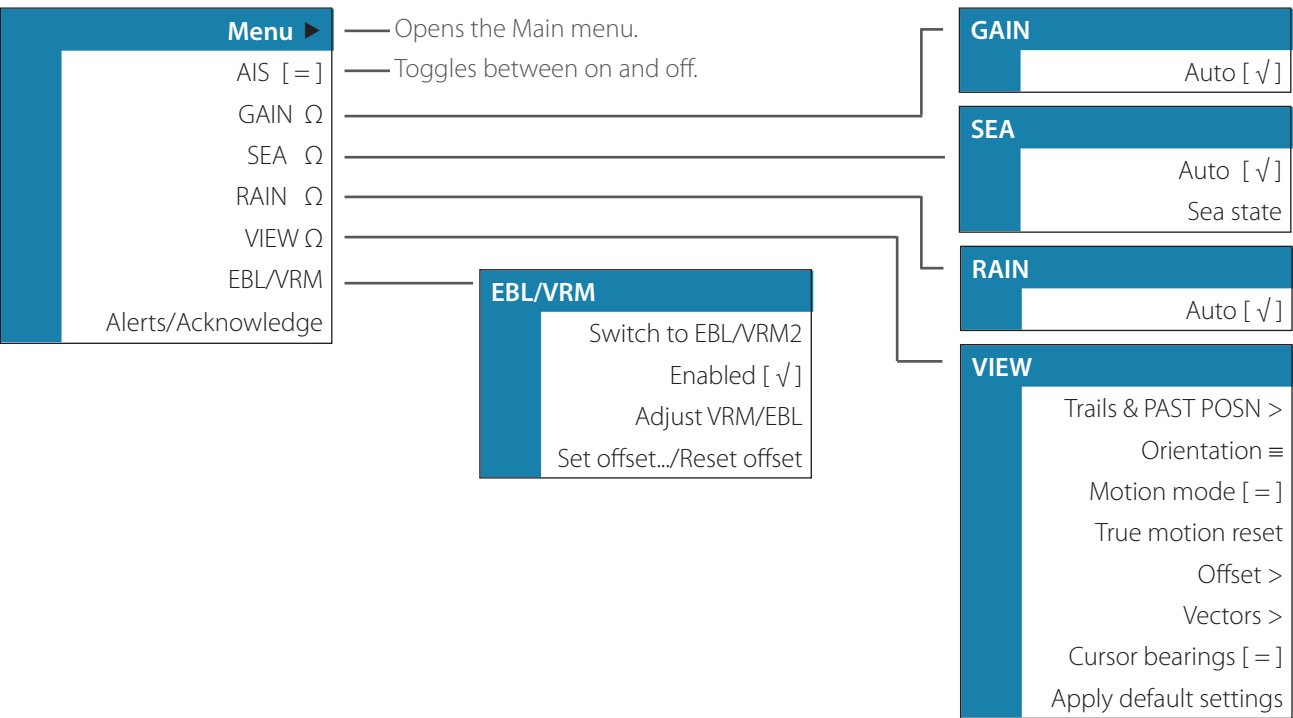 Menu ▶
Opens the Main menu.
AIS [ = ]
Toggles between on and off.
GAIN Ω
SEA Ω
RAIN Ω
VIEW Ω
EBL/VRM
Alerts/Acknowledge
EBL/VRM
Switch to EBL/VRM2
Enabled [ √ ]
Adjust VRM/EBL
Set offset.../Reset offset
GAIN
Auto [ √ ]
SEA
Auto [ √ ]
Sea state
RAIN
Auto [ √ ]
VIEW
Trails & PAST POSN >
Orientation ≡
Motion mode [ = ]
True motion reset
Offset >
Vectors >
Cursor bearings [ = ]
Apply default settings